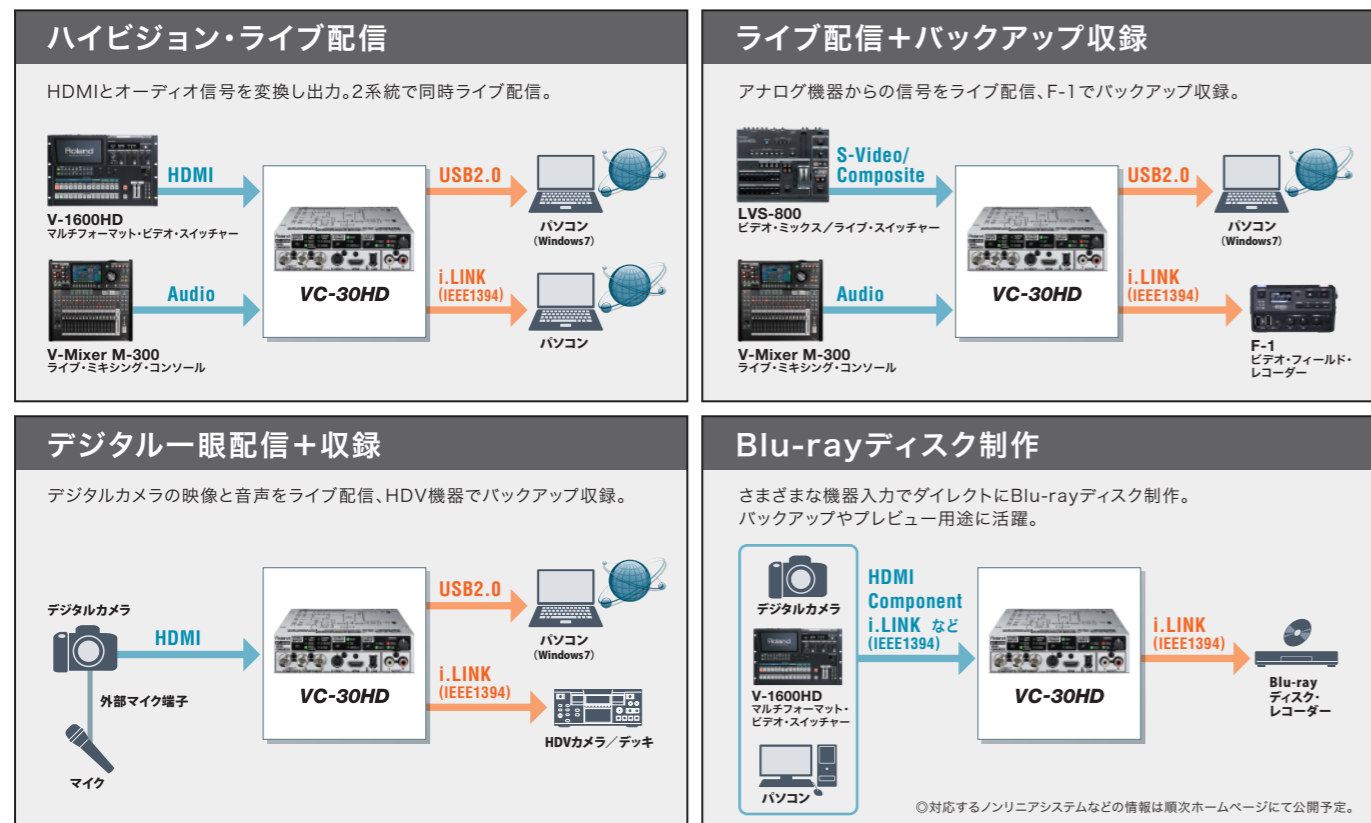 ハイビジョン・ライブ配信
HDMIとオーディオ信号を変換し出力。2系統で同時ライブ配信。
Roland
HDMI
V-1600HD
マルチフォーマット・ビデオ・スイッチャー
Audio
V-Mixer M-300
ライブ・ミキシング・コンソール
VC-30HD
USB2.0
パソコン
(Windows7)
i.LINK
(IEEE1394)
パソコン
ライブ配信+バックアップ収録
アナログ機器からの信号をライブ配信、F-1でバックアップ収録。
S-Video/
Composite
LVS-800
ビデオ・ミックス/ライブ・スイッチャー
Audio
V-Mixer M-300
ライブ・ミキシング・コンソール
VC-30HD
USB2.0
パソコン
(Windows7)
i.LINK
(IEEE1394)
F-1
ビデオ・フィールド・
レコーダー
デジタル一眼配信+収録
デジタルカメラの映像と音声をライブ配信、HDV機器でバックアップ収録。
デジタルカメラ
HDMI
外部マイク端子
マイク
VC-30HD
USB2.0
パソコン
(Windows7)
i.LINK
(IEEE1394)
HDVカメラ/デッキ
Blu-rayディスク制作
さまざまな機器入力でダイレクトにBlu-rayディスク制作。
バックアップやプレビュー用途に活躍。
デジタルカメラ
Roland
V-1600HD
マルチフォーマット・
ビデオ・スイッチャー
パソコン
HDMI
Component
i.LINK など
(IEEE1394)
VC-30HD
i.LINK
(IEEE1394)
Blu-ray
ディスク・
レコーダー
◎対応するノンリニアシステムなどの情報は順次ホームページにて公開予定。